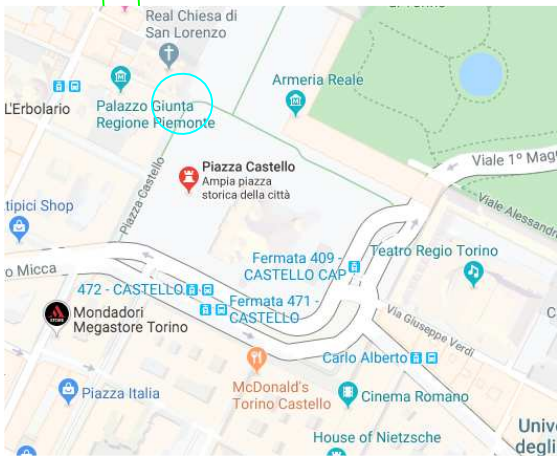 Real Chiesa di
San Lorenzo
Armeria Reale
L'Erbolario
Palazzo Giunta
Regione Piemonte
Viale 1º Mag
Piazza Castello
Ampia piazza
storica della città
Piazza Castello
Viale Alessandr
tipici Shop
Teatro Regio Torino
Fermata 409 -
CASTELLO CAP
o Micca
472 - CASTELLO
Fermata 471 -
CASTELLO
Mondadori
Megastore Torino
Via Giuseppe Verdi
Carlo Alberto
McDonald's
Torino Castello
Piazza Italia
Cinema Romano
House of Nietzsche
Unive
degli